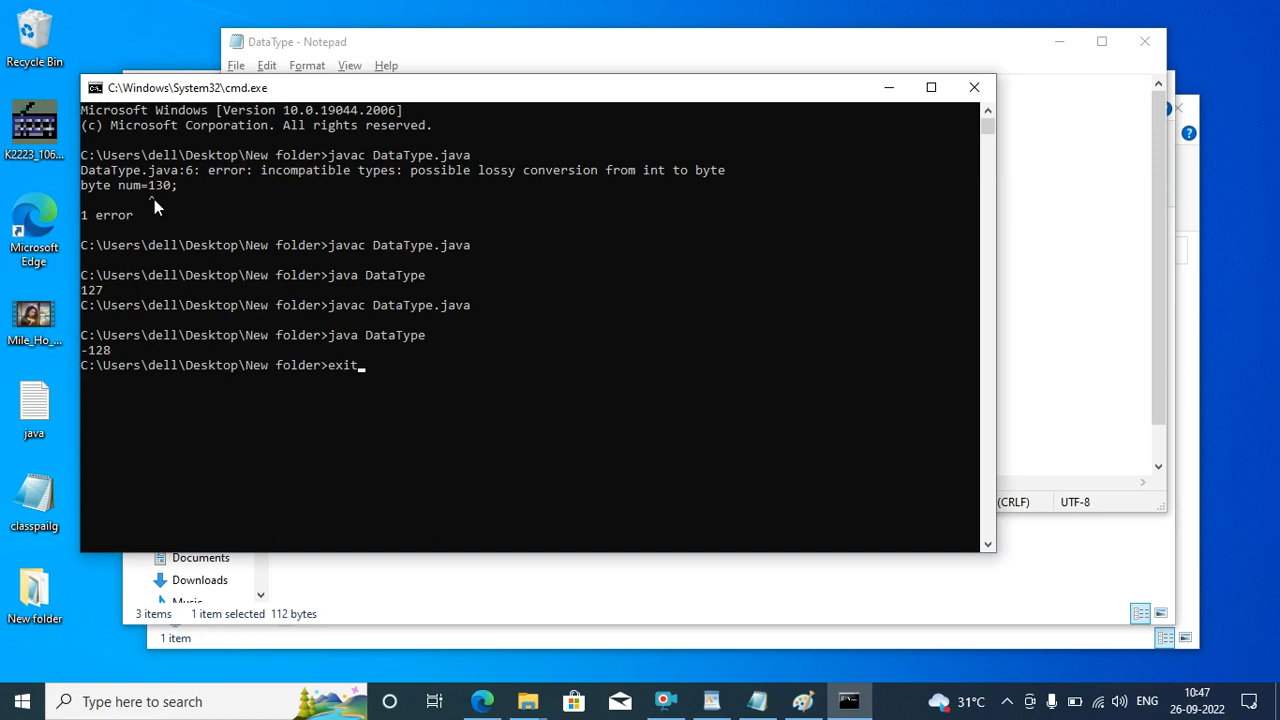 Recycle Bin
K2223_106...
Microsoft
Edge
Mile_Ho_...
java
classpailg
New folder
DataType - Notepad
File Edit Format View Help
C:\Windows\System32\cmd.exe
Microsoft Windows [Version 10.0.19044.2006]
(c) Microsoft Corporation. All rights reserved.
C:\Users\dell\Desktop\New folder>javac DataType.java
DataType.java:6: error: incompatible types: possible lossy conversion from int to byte
byte num=130;
^
1 error
C:\Users\dell\Desktop\New folder>javac DataType.java
C:\Users\dell\Desktop\New folder>java DataType
127
C:\Users\dell\Desktop\New folder>javac DataType.java
C:\Users\dell\Desktop\New folder>java DataType
-128
C:\Users\dell\Desktop\New folder>exit
(CRLF) UTF-8
Documents
Downloads
Music
3 items 1 item selected 112 bytes
1 item
Type here to search
31°C
ENG
10:47
26-09-2022